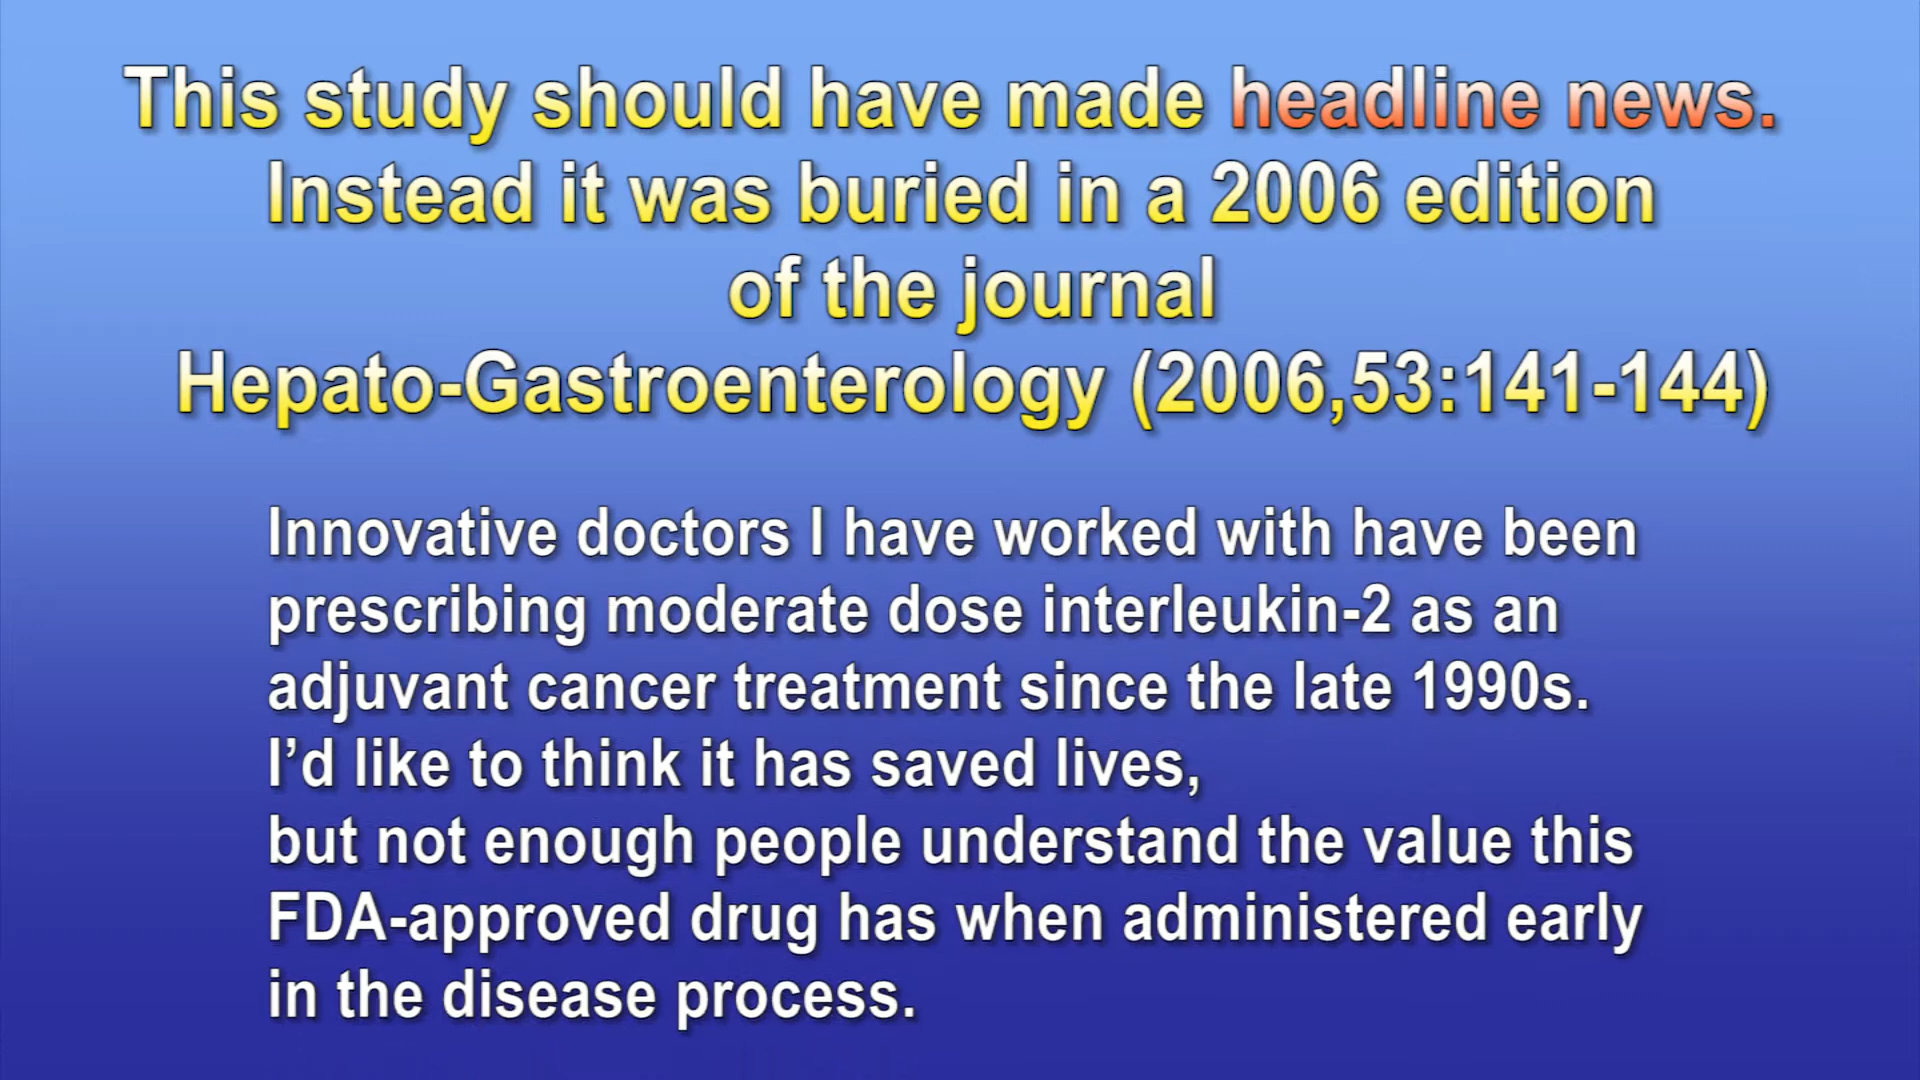 This study should have made headline news.
Instead it was buried in a 2006 edition
of the journal
Hepato-Gastroenterology (2006,53:141-144)
Innovative doctors I have worked with have been
prescribing moderate dose interleukin-2 as an
adjuvant cancer treatment since the late 1990s.
I’d like to think it has saved lives,
but not enough people understand the value this
FDA-approved drug has when administered early
in the disease process.